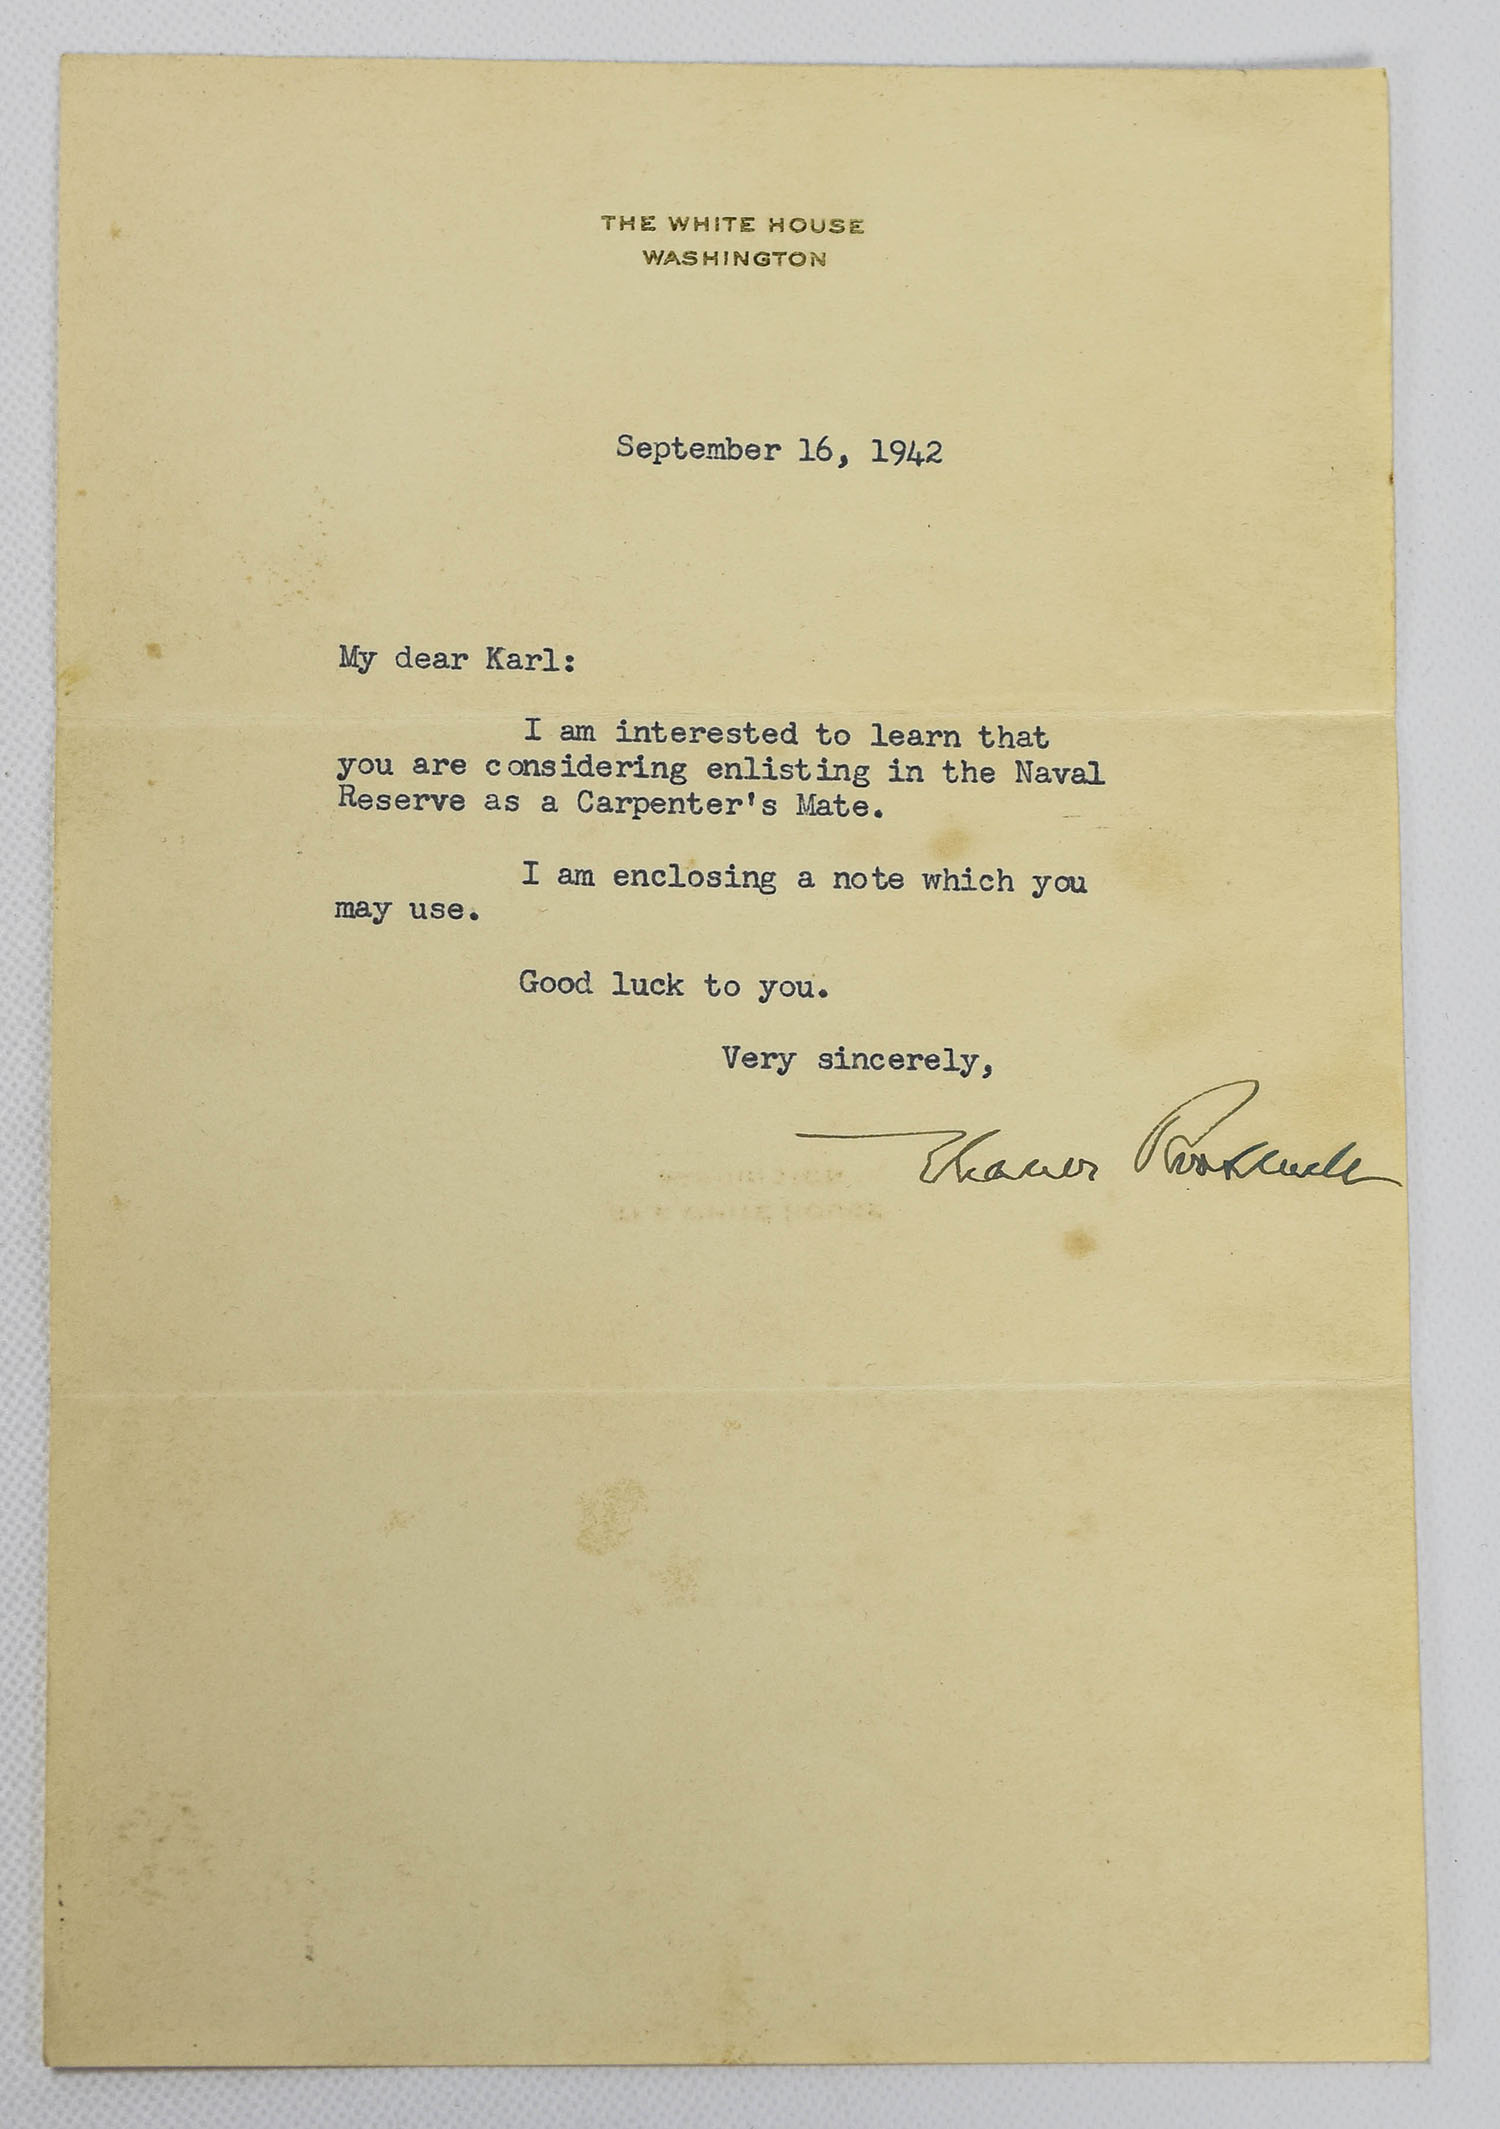 THE WHITE HOUSE
WASHINGTON
September 16, 1942
My dear Karl:
I am interested to learn that
you are considering enlisting in the Naval
Reserve as a Carpenter's Mate.
I am enclosing a note which you
may use.
Good luck to you.
Very sincerely,
Eleanor Roosevelt